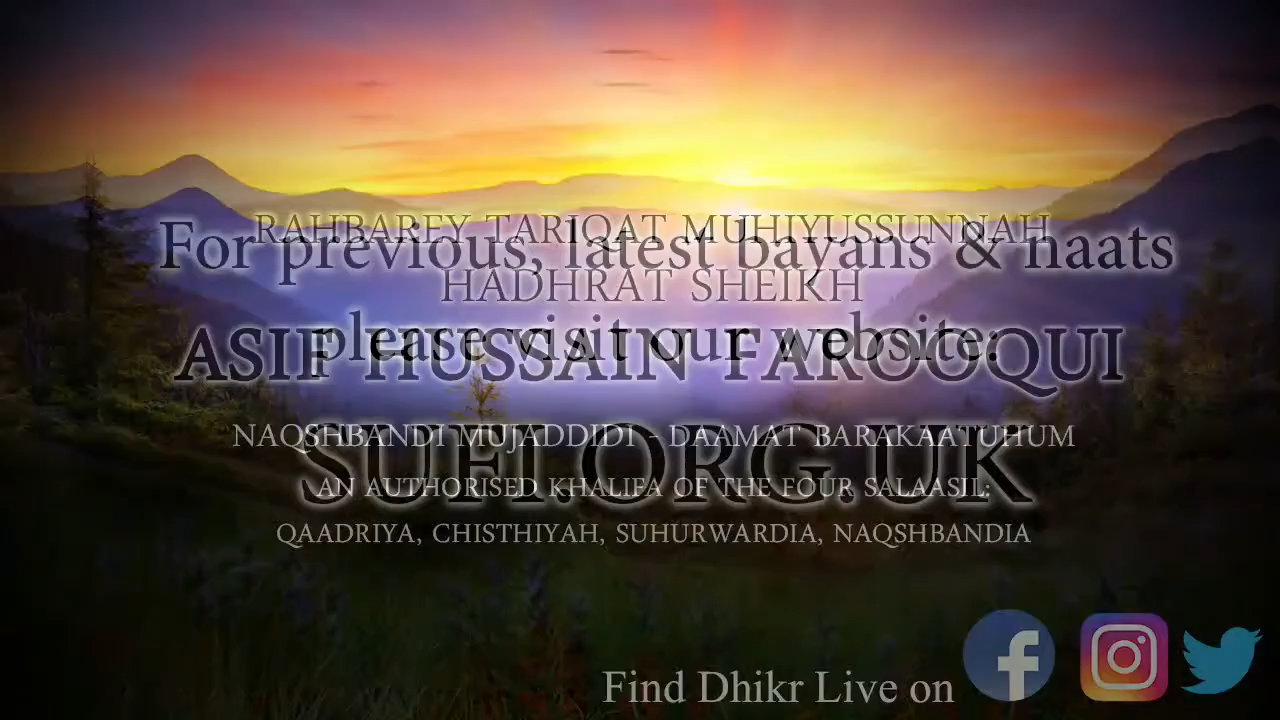 RAHBAREY TARIQAT MUHIYUSSUNNAH
For previous, latest bayans & naats
HADHRAT SHEIKH
please visit our website:
ASIF HUSSAIN FAROOQUI
NAQSHBANDI MUJADDIDI - DAAMAT BARAKAATUHUM
SUFI.ORG.UK
AN AUTHORISED KHALIFA OF THE FOUR SALAASIL:
QAADRIYA, CHISTHIYAH, SUHURWARDIA, NAQSHBANDIA
Find Dhikr Live on